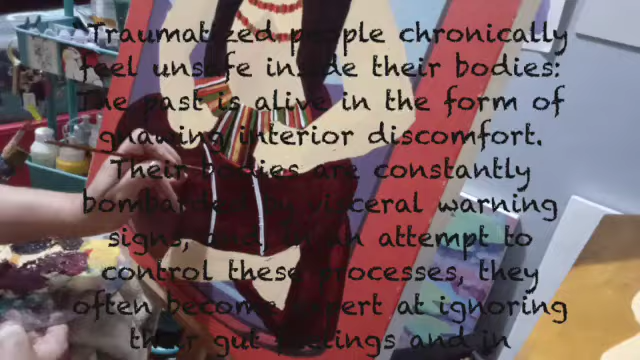 “Traumatized people chronically
feel unsafe inside their bodies:
The past is alive in the form of
gnawing interior discomfort.
Their bodies are constantly
bombarded by visceral warning
signs, and, in an attempt to
control these processes, they
often become expert at ignoring
their gut feelings and in